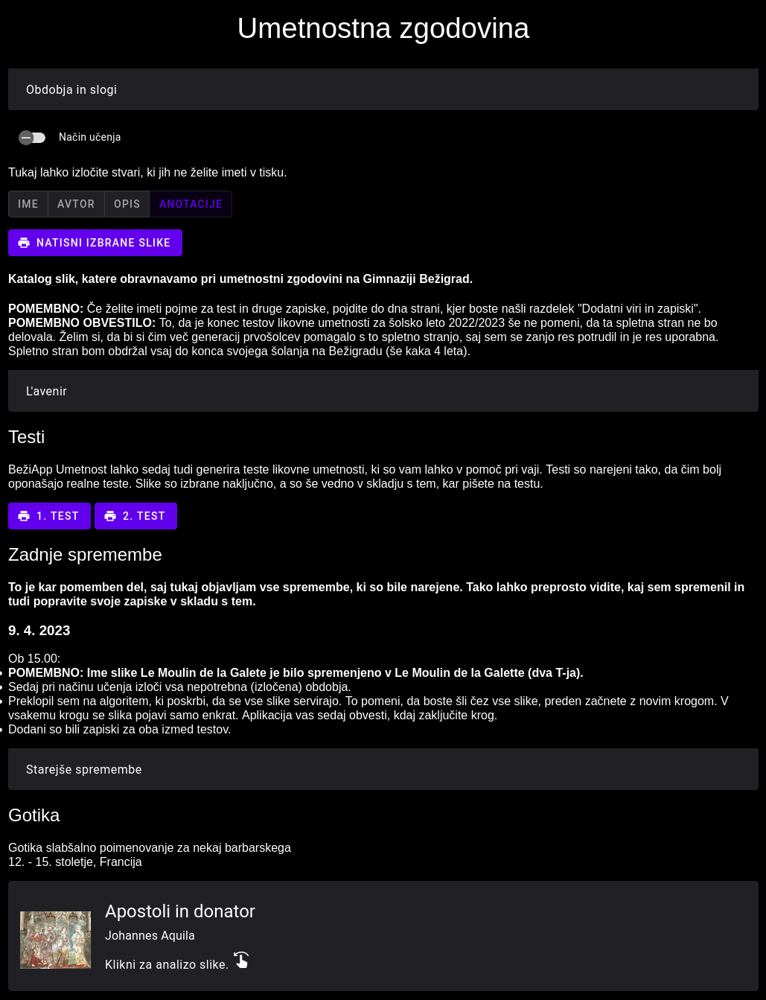 Umetnostna zgodovina
Obdobja in slogi
Način učenja
Tukaj lahko izločite stvari, ki jih ne želite imeti v tisku.
IME AVTOR OPIS ANOTACIJE
NATISNI IZBRANE SLIKE
Katalog slik, katere obravnavamo pri umetnostni zgodovini na Gimnaziji Bežigrad.
POMEMBNO: Če želite imeti pojme za test in druge zapiske, pojdite do dna strani, kjer boste našli razdelek "Dodatni viri in zapiski".
POMEMBNO OBVESTILO: To, da je konec testov likovne umetnosti za šolsko leto 2022/2023 še ne pomeni, da ta spletna stran ne bo
delovala. Želim si, da bi si čim več generacij prvošolcev pomagalo s to spletno stranjo, saj sem se zanjo res potrudil in je res uporabna.
Spletno stran bom obdržal vsaj do konca svojega šolanja na Bežigradu (še kaka 4 leta).
L'avenir
Testi
BežiApp Umetnost lahko sedaj tudi generira teste likovne umetnosti, ki so vam lahko v pomoč pri vaji. Testi so narejeni tako, da čim bolj
oponašajo realne teste. Slike so izbrane naključno, a so še vedno v skladju s tem, kar pišete na testu.
1. TEST 2. TEST
Zadnje spremembe
To je kar pomemben del, saj tukaj objavljam vse spremembe, ki so bile narejene. Tako lahko preprosto vidite, kaj sem spremenil in
tudi popravite svoje zapiske v skladu s tem.
9. 4. 2023
Ob 15.00:
POMEMBNO: Ime slike Le Moulin de la Galete je bilo spremenjeno v Le Moulin de la Galette (dva T-ja).
Sedaj pri načinu učenja izloči vsa nepotrebna (izločena) obdobja.
Preklopil sem na algoritem, ki poskrbi, da se vse slike servirajo. To pomeni, da boste šli čez vse slike, preden začnete z novim krogom. V
vsakemu krogu se slika pojavi samo enkrat. Aplikacija vas sedaj obvesti, kdaj zaključite krog.
Dodani so bili zapiski za oba izmed testov.
Starejše spremembe
Gotika
Gotika slabšalno poimenovanje za nekaj barbarskega
12. - 15. stoletje, Francija
Apostoli in donator
Johannes Aquila
Klikni za analizo slike.